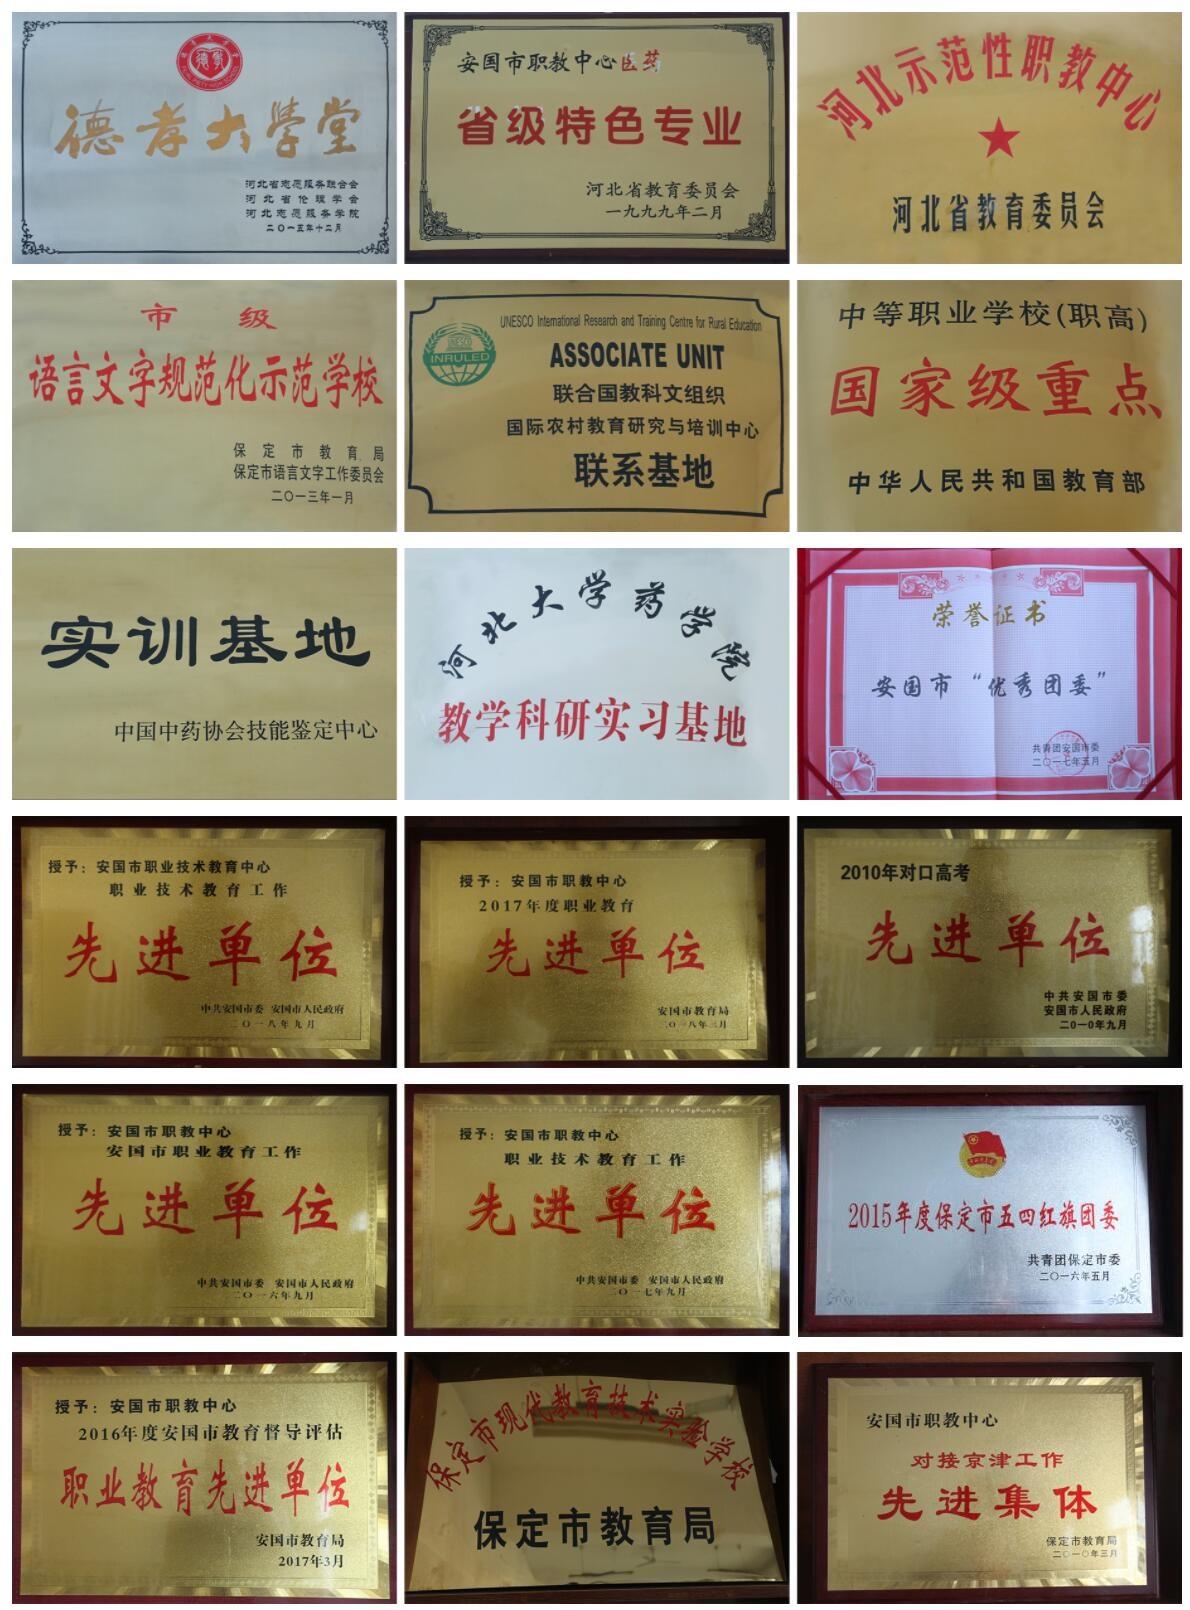 德孝大学堂
河北省志愿服务联合会
河北省伦理学会
河北志愿服务学院
二〇一五年十二月
安国市职教中心医药
省级特色专业
河北省教育委员会
一九九九年二月
河北示范性职教中心
河北省教育委员会
市级
语言文字规范化示范学校
保定市教育局
保定市语言文字工作委员会
二〇一三年一月
UNESCO International Research and Training Centre for Rural Education
INRULED
ASSOCIATE UNIT
联合国教科文组织
国际农村教育研究与培训中心
联系基地
中等职业学校(职高)
国家级重点
中华人民共和国教育部
实训基地
中国中药协会技能鉴定中心
河北大学药学院
教学科研实习基地
荣誉证书
安国市“优秀团委”
共青团安国市委
二〇一七年五月
授予：安国市职业技术教育中心
职业技术教育工作
先进单位
中共安国市委 安国市人民政府
二〇一八年九月
授予：安国市职教中心
2017年度职业教育
先进单位
安国市教育局
二〇一八年三月
2010年对口高考
先进单位
中共安国市委
安国市人民政府
二〇一0年九月
授予：安国市职教中心
安国市职业教育工作
先进单位
中共安国市委 安国市人民政府
二〇一六年九月
授予：安国市职教中心
职业技术教育工作
先进单位
中共安国市委 安国市人民政府
二〇一七年九月
2015年度保定市五四红旗团委
共青团保定市委
二〇一六年五月
授予：安国市职教中心
2016年度安国市教育督导评估
职业教育先进单位
安国市教育局
2017年3月
保定市现代教育技术实验学校
保定市教育局
安国市职教中心
对接京津工作
先进集体
保定市教育局
二〇一〇年三月